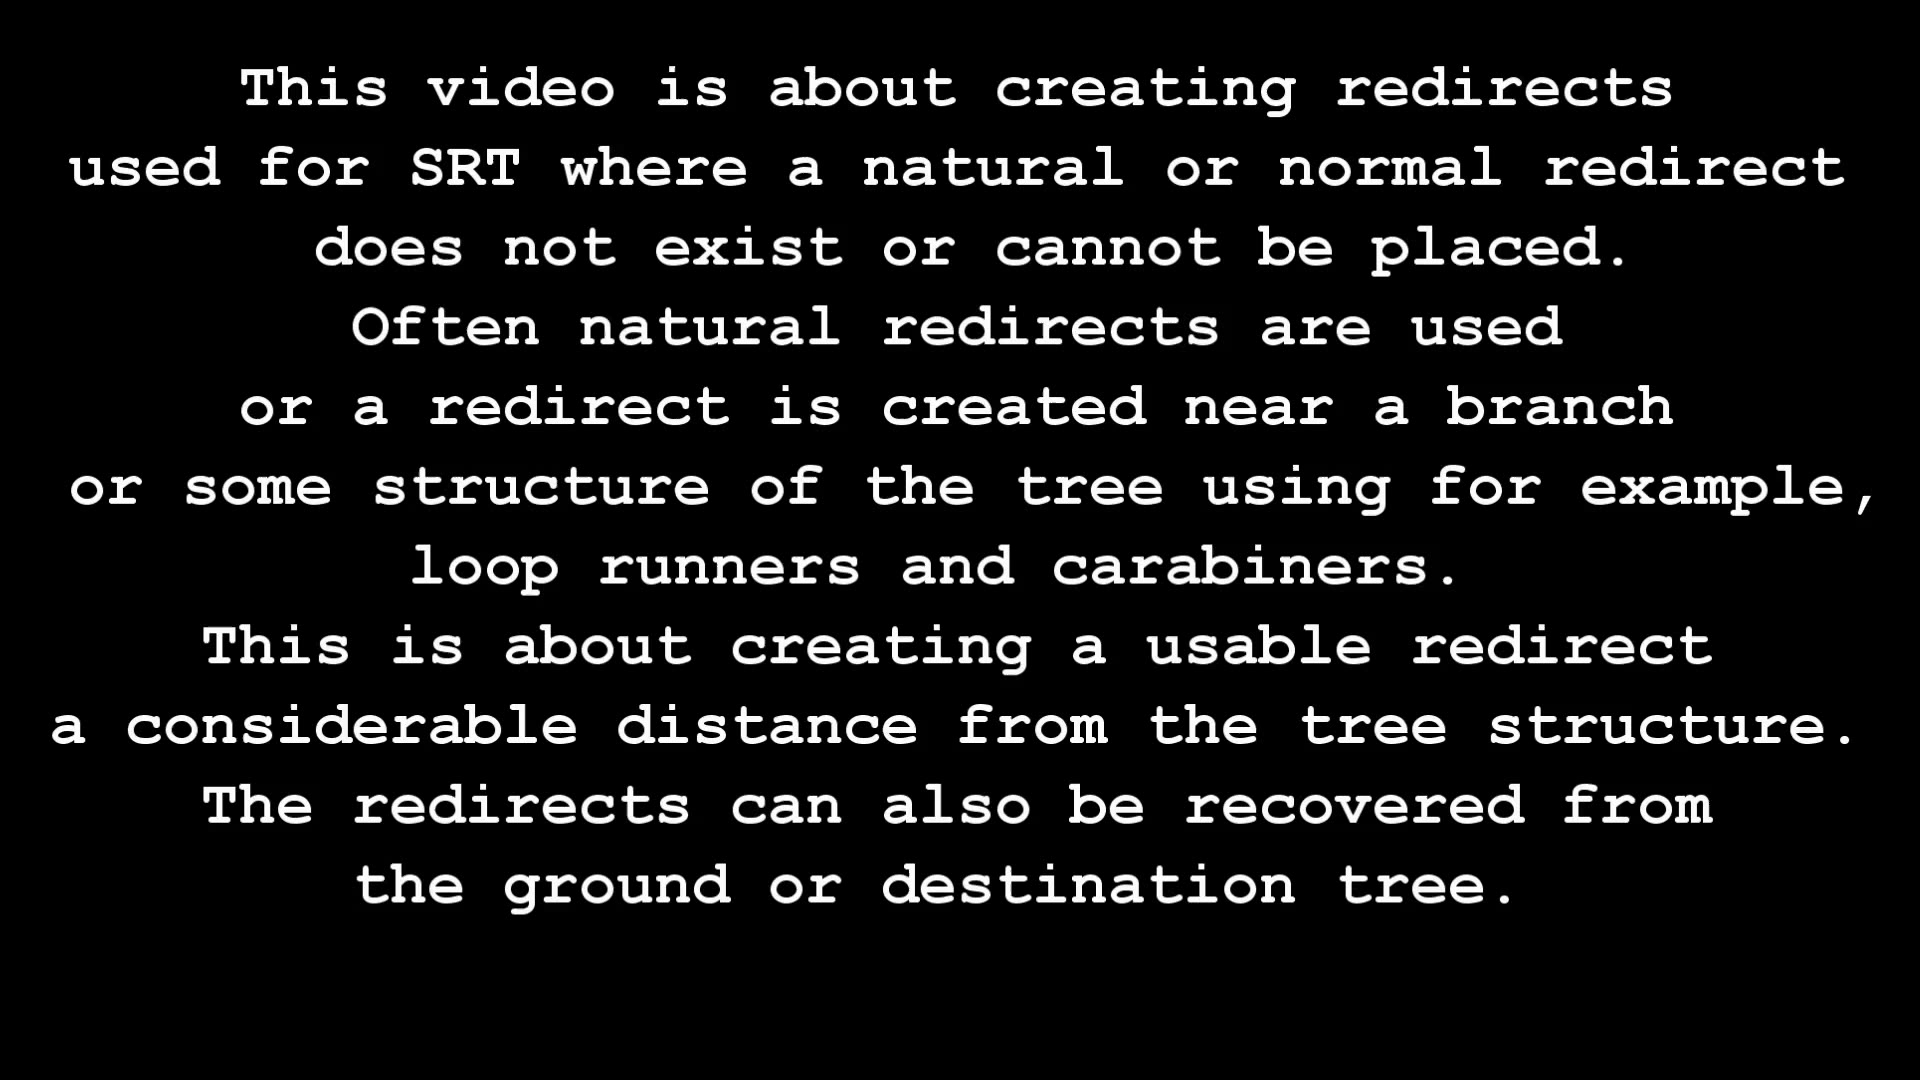 This video is about creating redirects
used for SRT where a natural or normal redirect
does not exist or cannot be placed.
Often natural redirects are used
or a redirect is created near a branch
or some structure of the tree using for example,
loop runners and carabiners.
This is about creating a usable redirect
a considerable distance from the tree structure.
The redirects can also be recovered from
the ground or destination tree.